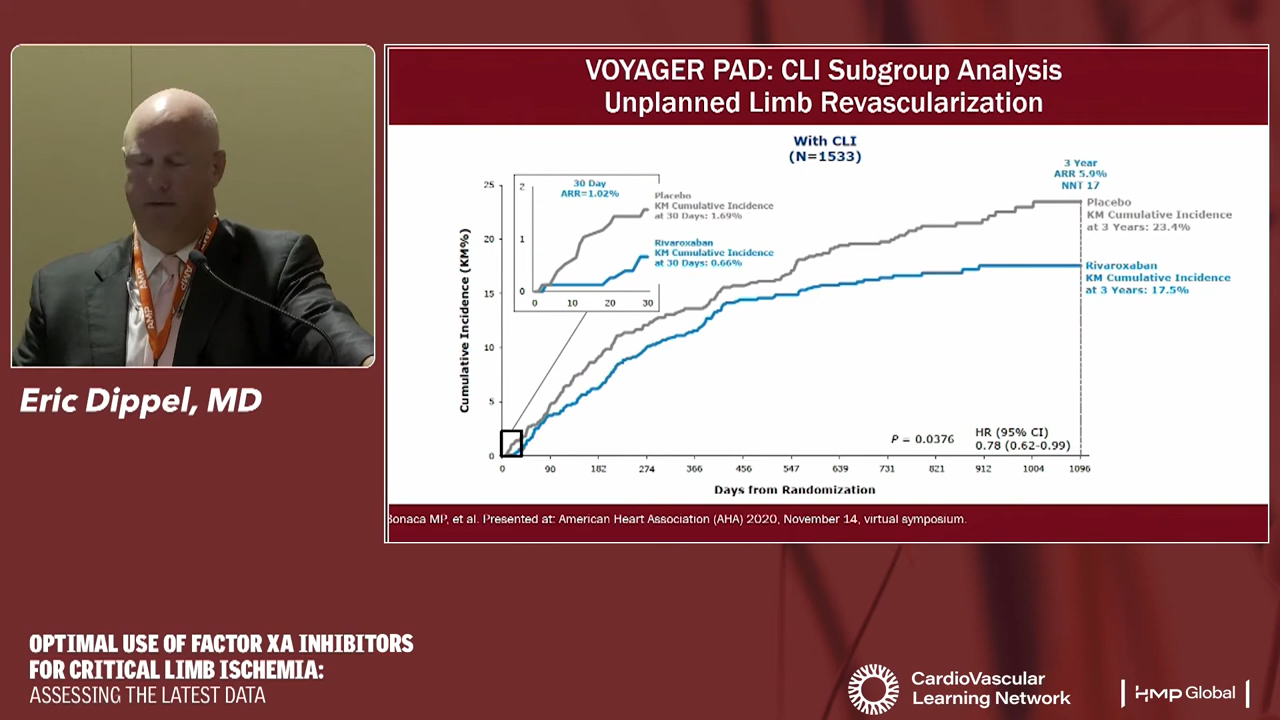 VOYAGER PAD: CLI Subgroup Analysis
Unplanned Limb Revascularization
With CLI
(N=1533)
3 Year
ARR 5.9%
NNT 17
30 Day
ARR=1.02%
Placebo
KM Cumulative Incidence
at 30 Days: 1.69%
Rivaroxaban
KM Cumulative Incidence
at 30 Days: 0.66%
2
1
0
0 10 20 30
Placebo
KM Cumulative Incidence
at 3 Years: 23.4%
Rivaroxaban
KM Cumulative Incidence
at 3 Years: 17.5%
Cumulative Incidence (KM%)
25
20
15
10
5
0
P = 0.0376
HR (95% CI)
0.78 (0.62-0.99)
0 90 182 274 366 456 547 639 731 821 912 1004 1096
Days from Randomization
Bonaca MP, et al. Presented at: American Heart Association (AHA) 2020, November 14, virtual symposium.
AMP
AMP
Eric Dippel, MD
OPTIMAL USE OF FACTOR XA INHIBITORS
FOR CRITICAL LIMB ISCHEMIA:
ASSESSING THE LATEST DATA
CardioVascular
Learning Network
HMP Global